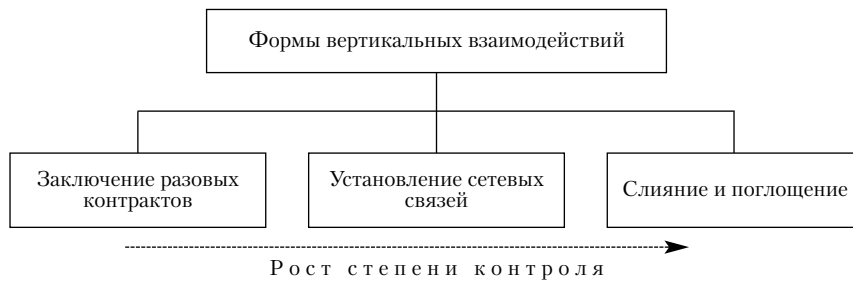 Формы вертикальных взаимодействий
Заключение разовых
контрактов
Установление сетевых
связей
Слияние и поглощение
Рост степени контроля